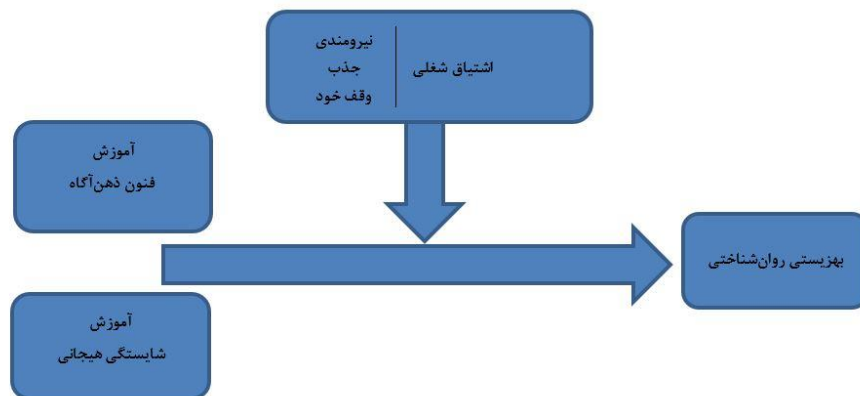 نیرومندی
جذب
وقف خود
اشتیاق شغلی
آموزش
فنون ذهن‌آگاه
بهزیستی روان‌شناختی
آموزش
شایستگی هیجانی